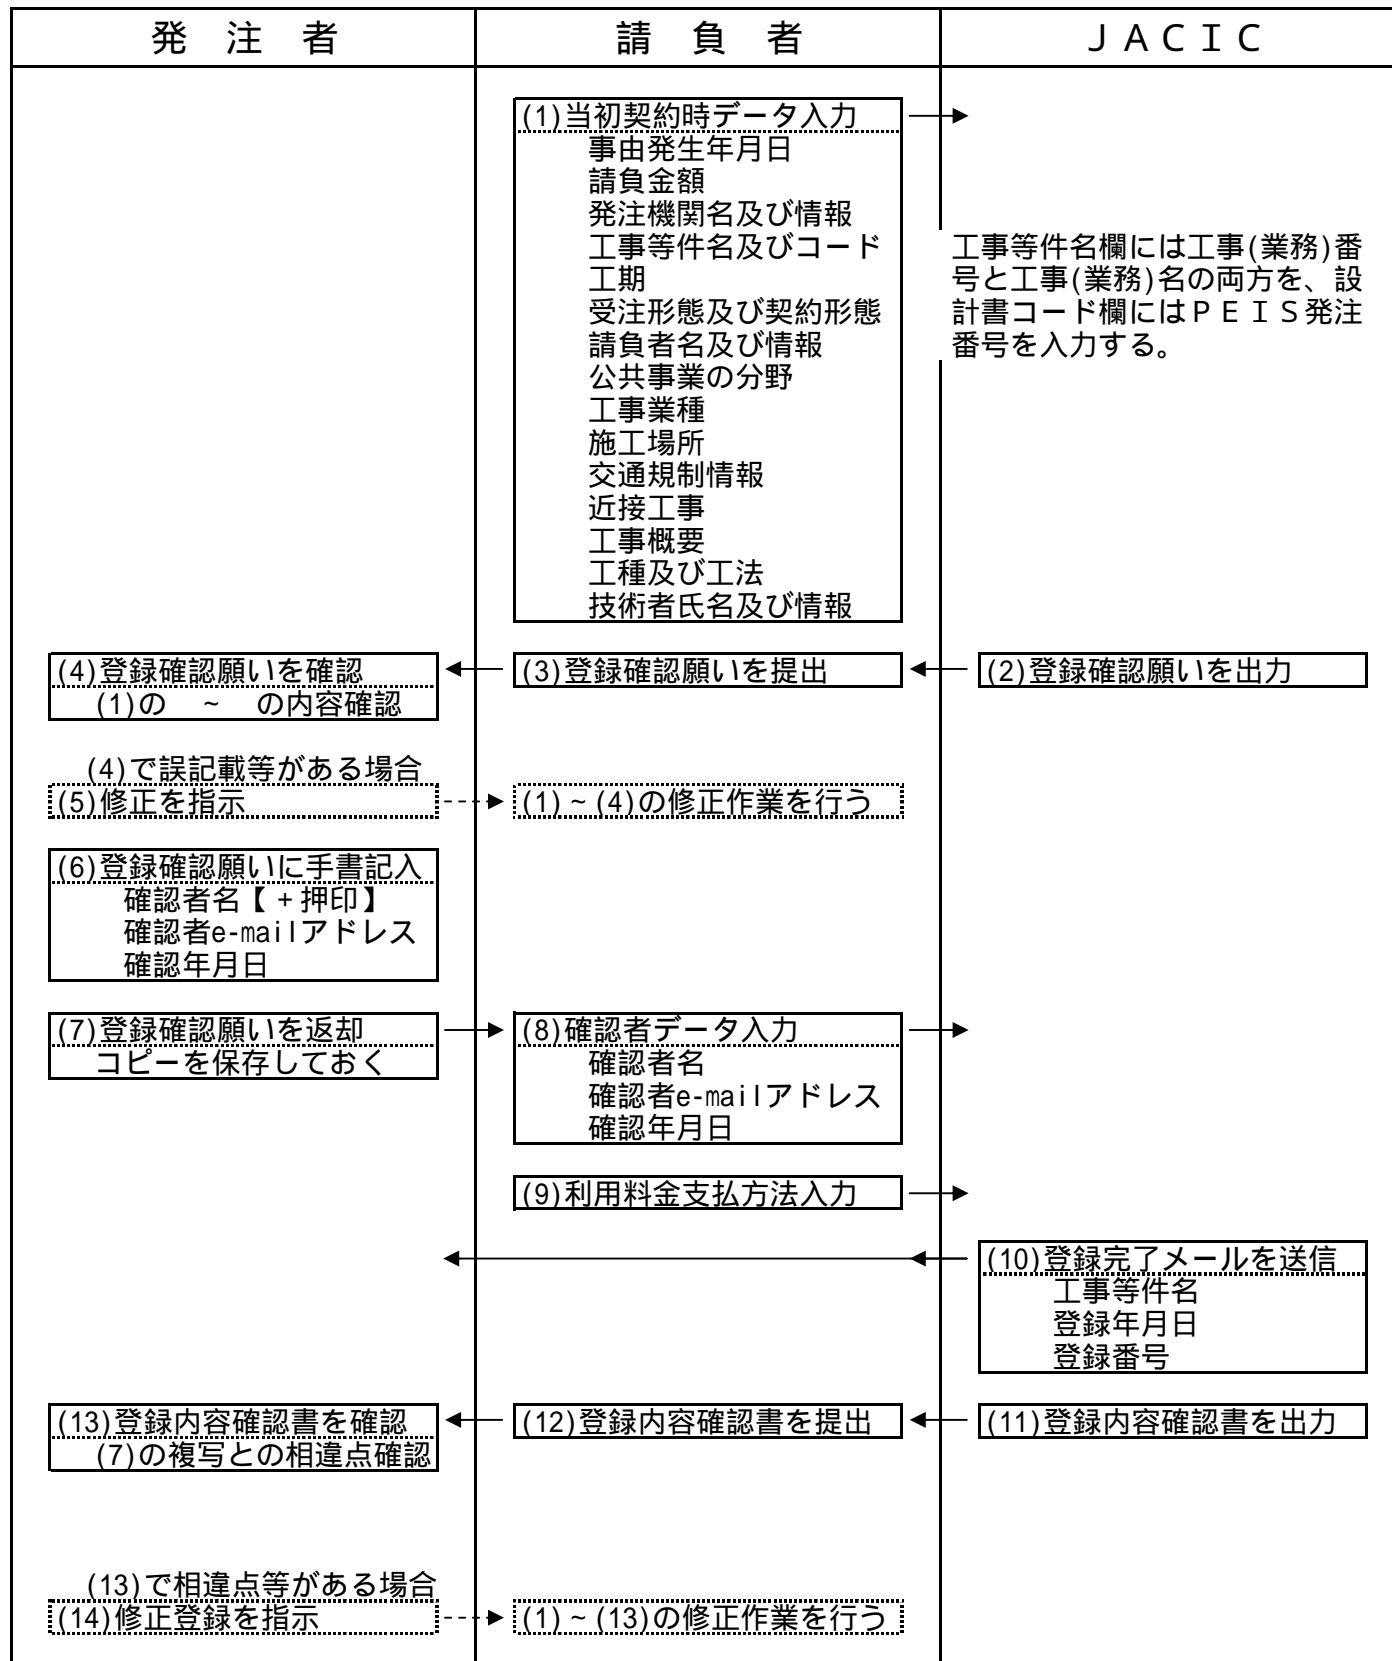 発　注　者
請　負　者
ＪＡＣＩＣ
(1)当初契約時データ入力
事由発生年月日
請負金額
発注機関名及び情報
工事等件名及びコード
工期
受注形態及び契約形態
請負者名及び情報
公共事業の分野
工事業種
施工場所
交通規制情報
近接工事
工事概要
工種及び工法
技術者氏名及び情報
工事等件名欄には工事(業務)番
号と工事(業務)名の両方を、設
計書コード欄にはＰＥＩＳ発注
番号を入力する。
(4)登録確認願いを確認
(1)の　～　の内容確認
(3)登録確認願いを提出
(2)登録確認願いを出力
(4)で誤記載等がある場合
(5)修正を指示
(1)～(4)の修正作業を行う
(6)登録確認願いに手書記入
確認者名【+押印】
確認者e-mailアドレス
確認年月日
(7)登録確認願いを返却
コピーを保存しておく
(8)確認者データ入力
確認者名
確認者e-mailアドレス
確認年月日
(9)利用料金支払方法入力
(10)登録完了メールを送信
工事等件名
登録年月日
登録番号
(13)登録内容確認書を確認
(7)の複写との相違点確認
(12)登録内容確認書を提出
(11)登録内容確認書を出力
(13)で相違点等がある場合
(14)修正登録を指示
(1)～(13)の修正作業を行う